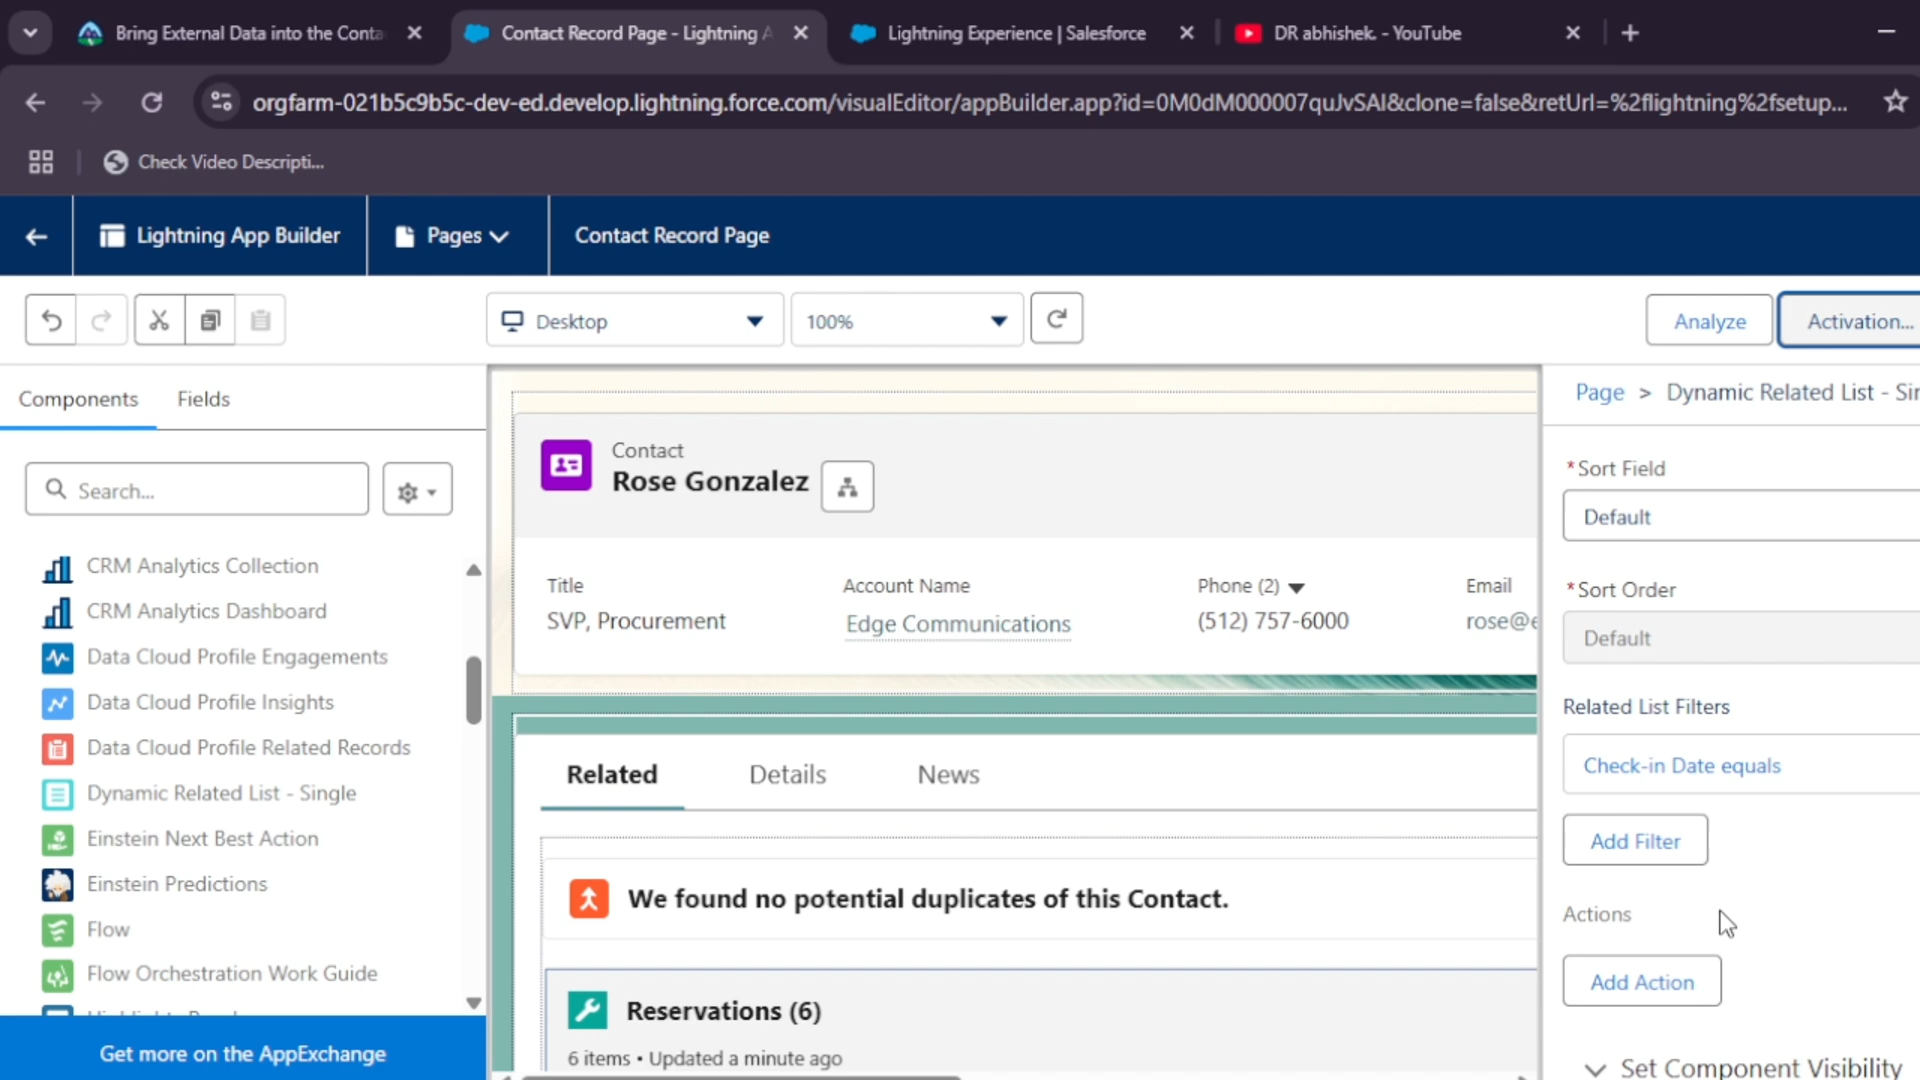 Bring External Data into the Conta
Contact Record Page - Lightning A
Lightning Experience | Salesforce
DR abhishek. - YouTube
orgfarm-021b5c9b5c-dev-ed.develop.lightning.force.com/visualEditor/appBuilder.app?id=0M0dM000007quJvSAI&clone=false&retUrl=%2flightning%2fsetup...
Check Video Descripti...
Lightning App Builder
Pages
Contact Record Page
Desktop
100%
Analyze
Activation...
Components
Fields
Search...
CRM Analytics Collection
CRM Analytics Dashboard
Data Cloud Profile Engagements
Data Cloud Profile Insights
Data Cloud Profile Related Records
Dynamic Related List - Single
Einstein Next Best Action
Einstein Predictions
Flow
Flow Orchestration Work Guide
Get more on the AppExchange
Contact
Rose Gonzalez
Title
SVP, Procurement
Account Name
Edge Communications
Phone (2)
(512) 757-6000
Email
rose@e
Related
Details
News
We found no potential duplicates of this Contact.
Reservations (6)
6 items • Updated a minute ago
Page > Dynamic Related List - Sin
*Sort Field
Default
*Sort Order
Default
Related List Filters
Check-in Date equals
Add Filter
Actions
Add Action
Set Component Visibility